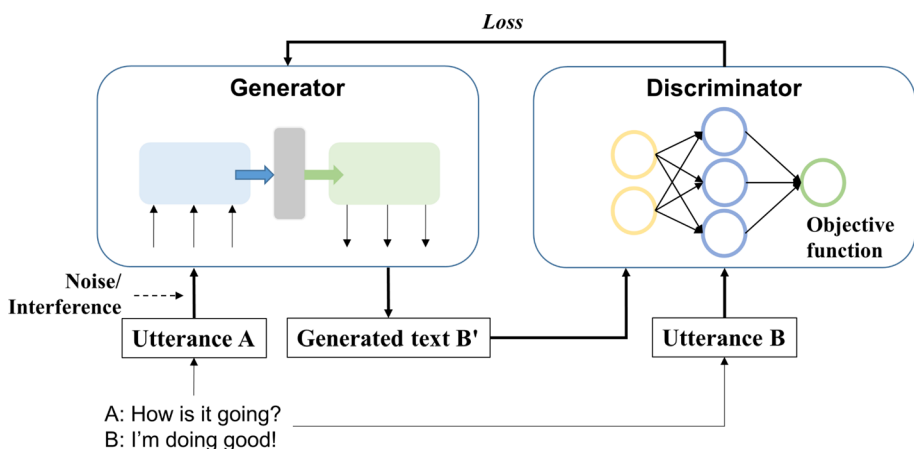 Loss
Generator
Discriminator
Objective
function
Noise/
Interference
Utterance A
Generated text B'
Utterance B
A: How is it going?
B: I'm doing good!